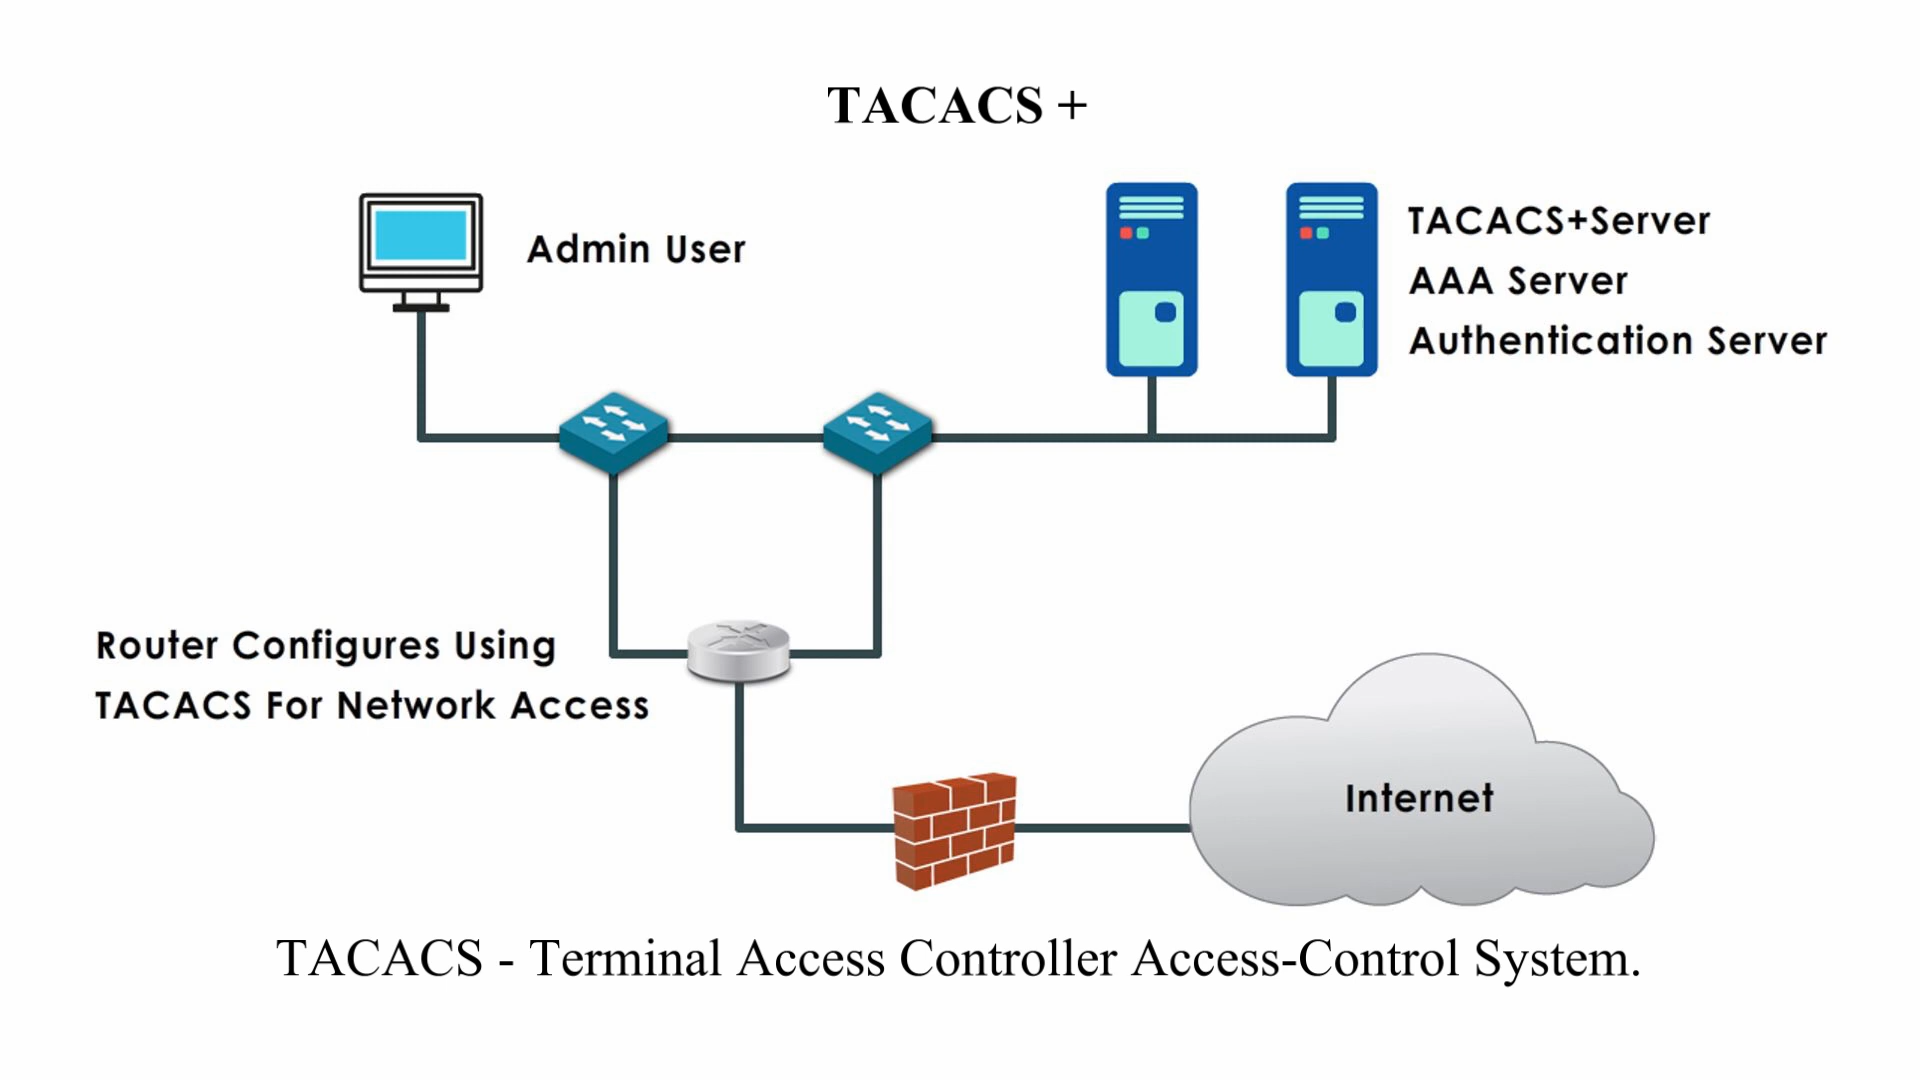 TACACS +
Admin User
TACACS+Server
AAA Server
Authentication Server
Router Configures Using
TACACS For Network Access
Internet
TACACS - Terminal Access Controller Access-Control System.